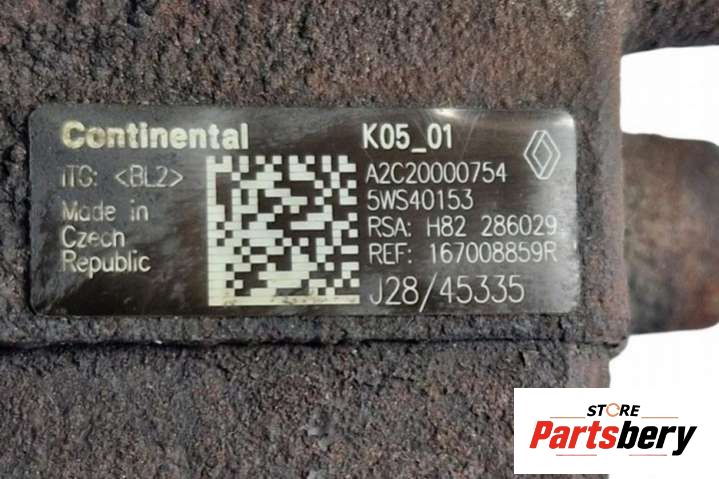 Continental
iTG: <BL2>
Made in
Czech
Republic
K05_01
A2C20000754
5WS40153
RSA: H82 286029
REF: 167008859R
J28/45335
STORE
Partsbery